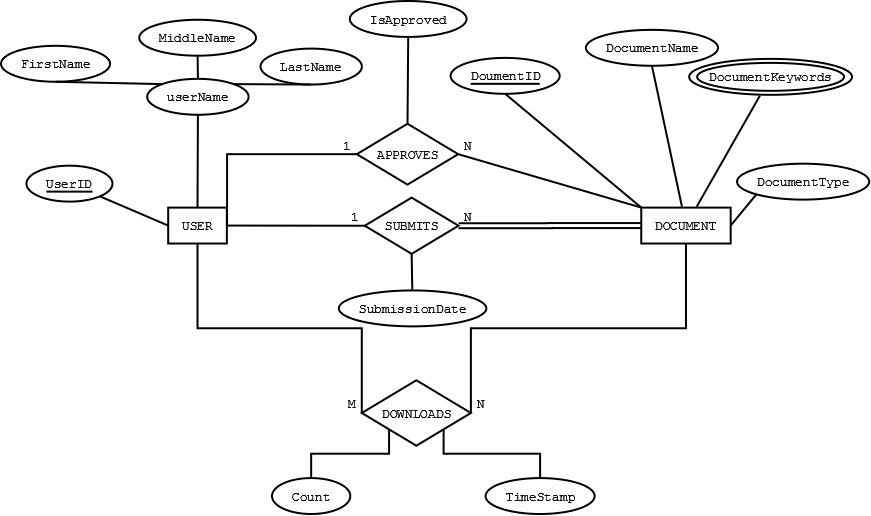 IsApproved
MiddleName
DocumentName
FirstName
LastName
DoumentID
DocumentKeywords
userName
1
APPROVES
N
UserID
DocumentType
USER
1
SUBMITS
N
DOCUMENT
SubmissionDate
M
DOWNLOADS
N
Count
TimeStamp